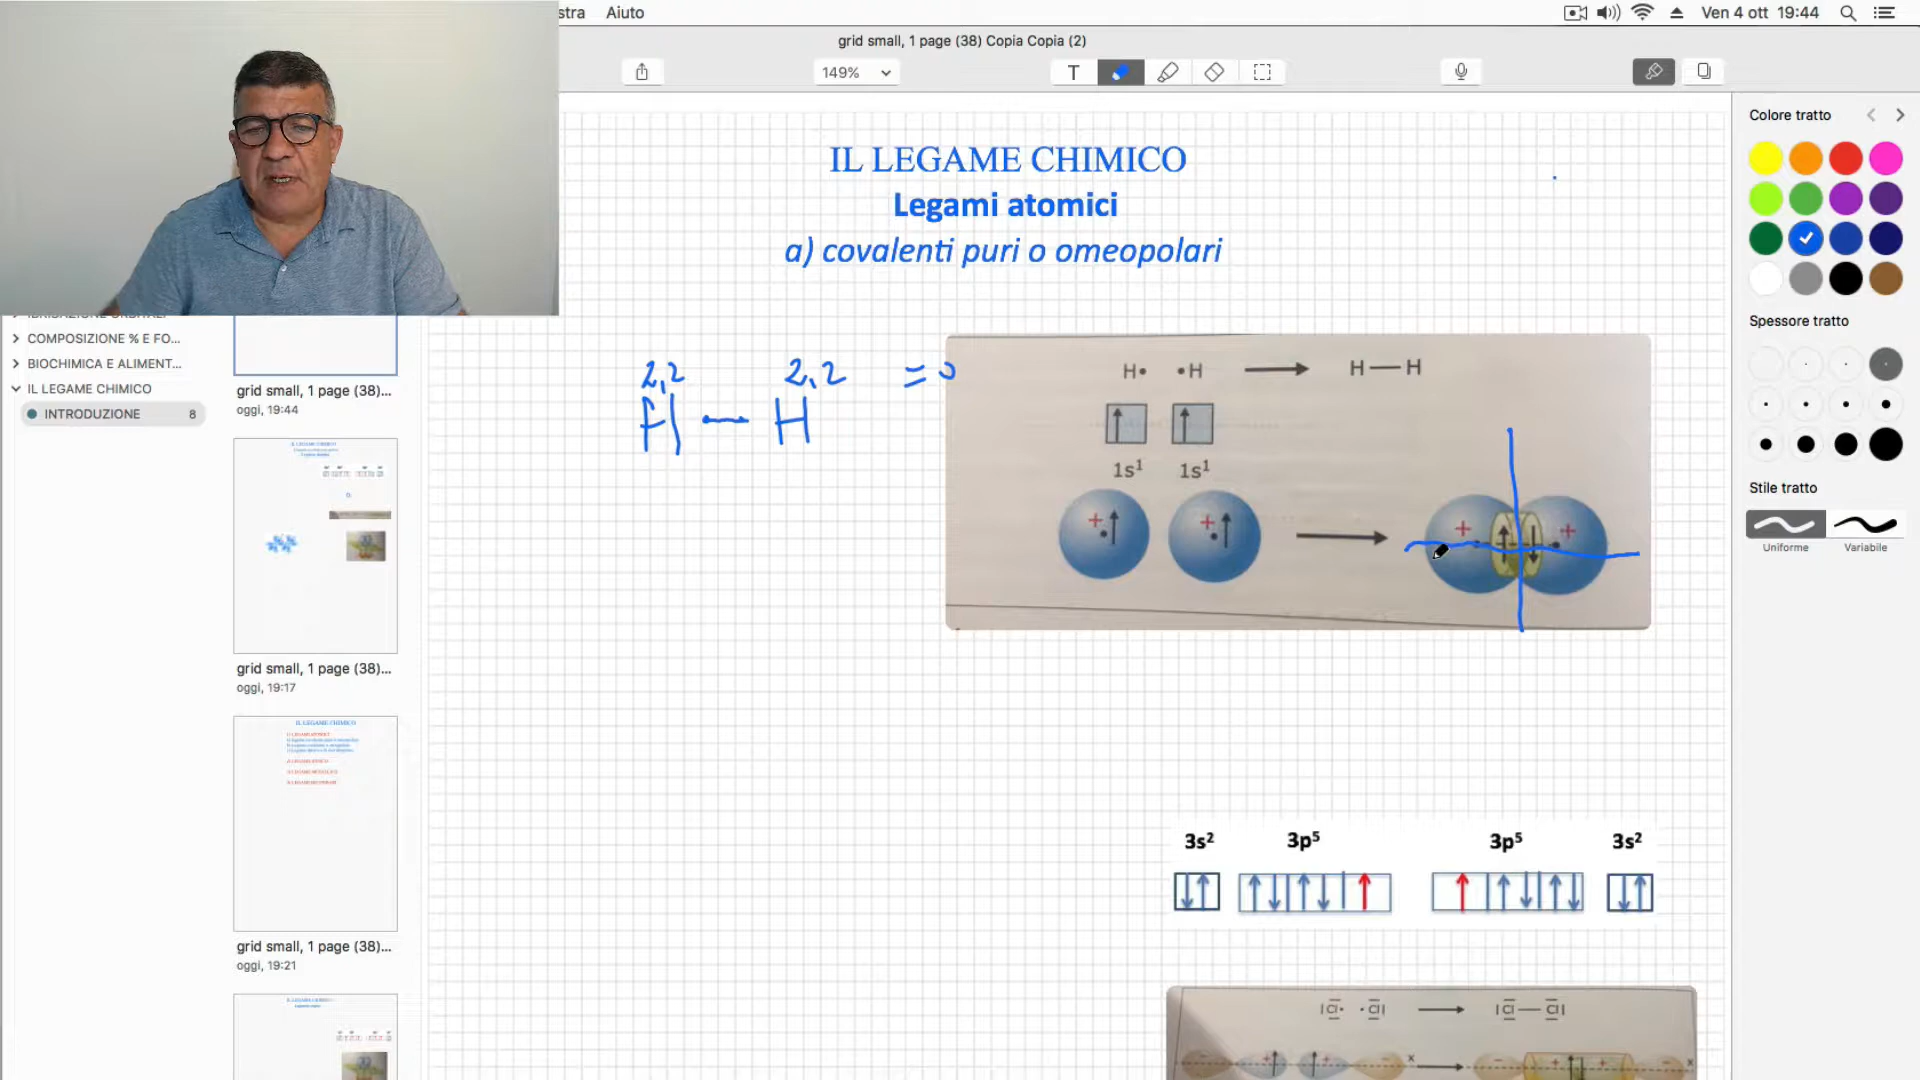 stra Aiuto
Ven 4 ott 19:44
grid small, 1 page (38) Copia Copia (2)
149%
T
Colore tratto
Spessore tratto
Stile tratto
Uniforme Variabile
COMPOSIZIONE % E FO...
BIOCHIMICA E ALIMENT...
IL LEGAME CHIMICO
INTRODUZIONE 8
grid small, 1 page (38)...
oggi, 19:44
grid small, 1 page (38)...
oggi, 19:17
grid small, 1 page (38)...
oggi, 19:21
IL LEGAME CHIMICO
Legami atomici
a) covalenti puri o omeopolari
2,2 2,2 = 0
H — H
H• •H → H—H
1s¹ 1s¹
+ + → + +
3s² 3p⁵ 3p⁵ 3s²
|Cl• •Cl| → |Cl—Cl|
- + + x - + + x